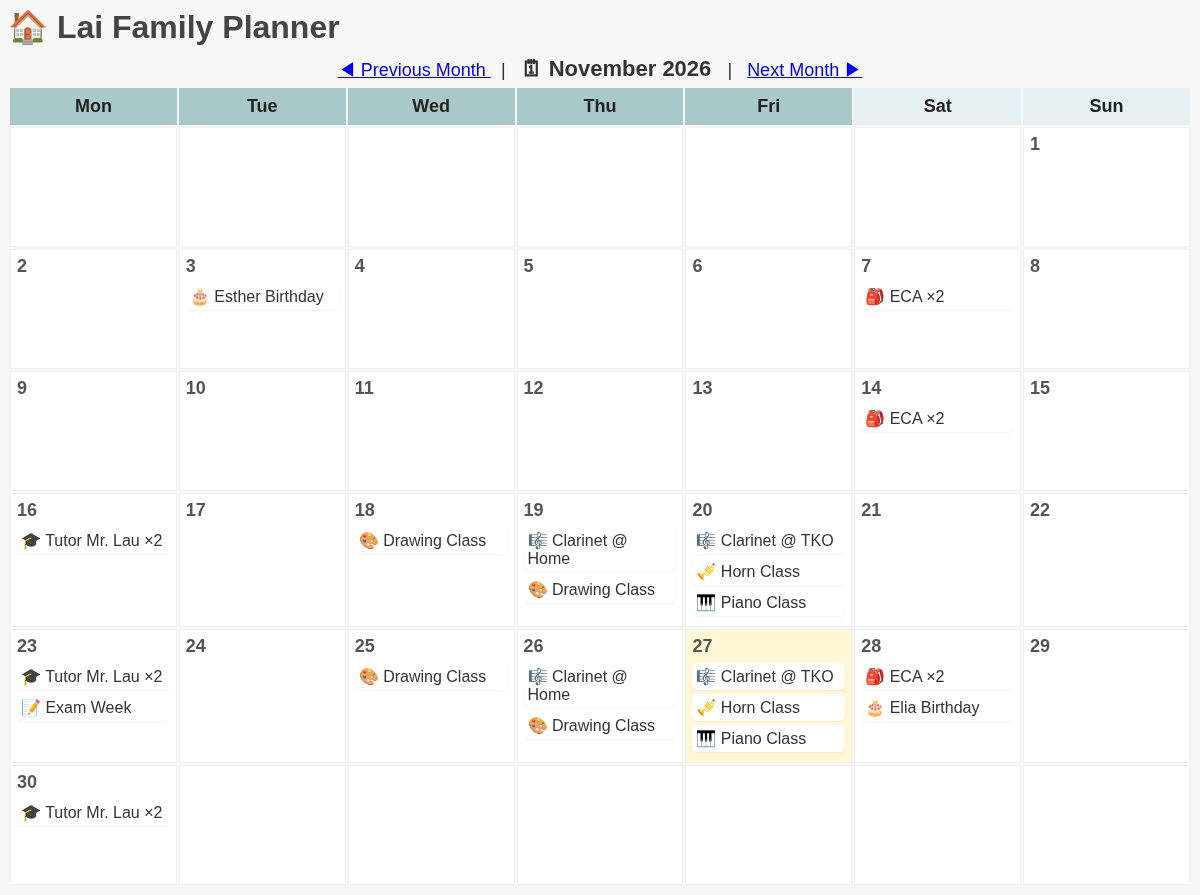 🏠 Lai Family Planner
◀ Previous Month | 🗓 November 2026 | Next Month ▶
Mon Tue Wed Thu Fri Sat Sun
1
2 3 4 5 6 7 8
🎂 Esther Birthday 🎒 ECA ×2
9 10 11 12 13 14 15
🎒 ECA ×2
16 17 18 19 20 21 22
🎓 Tutor Mr. Lau ×2 🎨 Drawing Class 🎼 Clarinet @ 🎼 Clarinet @ TKO
Home
🎺 Horn Class
🎨 Drawing Class
🎹 Piano Class
23 24 25 26 27 28 29
🎓 Tutor Mr. Lau ×2 🎨 Drawing Class 🎼 Clarinet @ 🎼 Clarinet @ TKO 🎒 ECA ×2
Home
📝 Exam Week 🎺 Horn Class 🎂 Elia Birthday
🎨 Drawing Class
🎹 Piano Class
30
🎓 Tutor Mr. Lau ×2